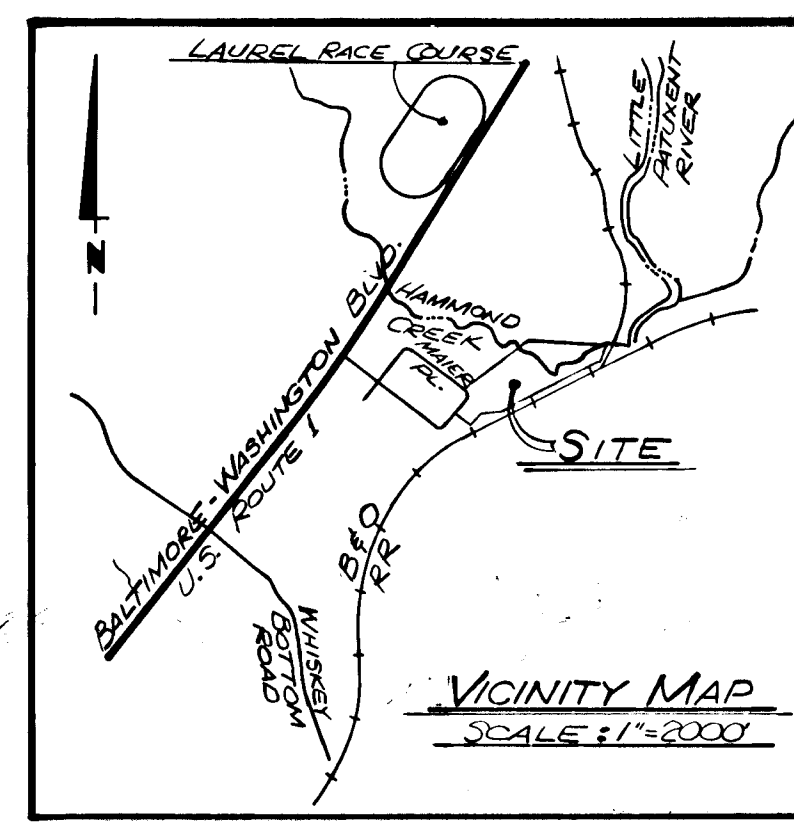 LAUREL RACE COURSE
LITTLE
PATUXENT
RIVER
N
HAMMOND
CREEK
MAIER
PL.
BALTIMORE-WASHINGTON BLVD.
U.S. ROUTE 1
SITE
B&O
RR
WHISKEY
BOTTOM
ROAD
VICINITY MAP
SCALE : 1"=2000'